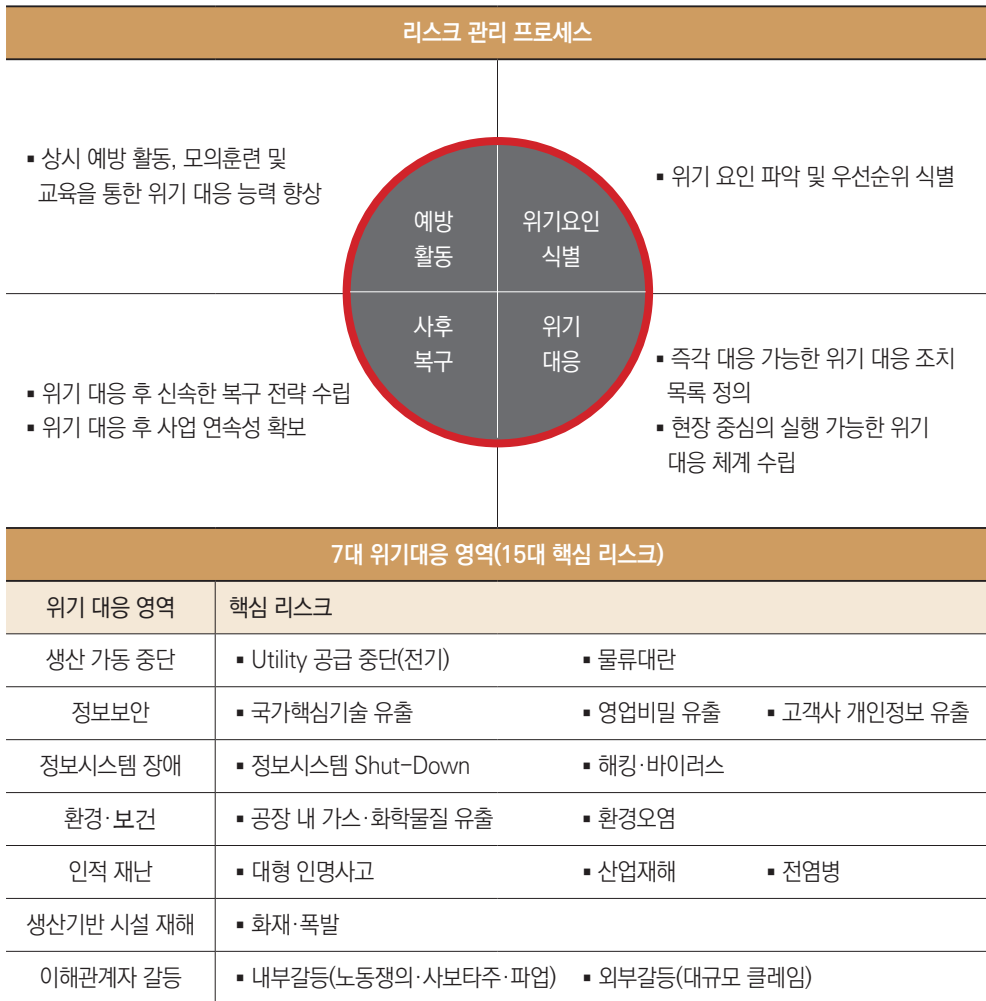 리스크 관리 프로세스
▪ 상시 예방 활동, 모의훈련 및
교육을 통한 위기 대응 능력 향상
▪ 위기 요인 파악 및 우선순위 식별
예방
활동
위기요인
식별
사후
복구
위기
대응
▪ 위기 대응 후 신속한 복구 전략 수립
▪ 위기 대응 후 사업 연속성 확보
▪ 즉각 대응 가능한 위기 대응 조치
목록 정의
▪ 현장 중심의 실행 가능한 위기
대응 체계 수립
7대 위기대응 영역(15대 핵심 리스크)
위기 대응 영역 핵심 리스크
생산 가동 중단 ▪ Utility 공급 중단(전기) ▪ 물류대란
정보보안 ▪ 국가핵심기술 유출 ▪ 영업비밀 유출 ▪ 고객사 개인정보 유출
정보시스템 장애 ▪ 정보시스템 Shut-Down ▪ 해킹·바이러스
환경·보건 ▪ 공장 내 가스·화학물질 유출 ▪ 환경오염
인적 재난 ▪ 대형 인명사고 ▪ 산업재해 ▪ 전염병
생산기반 시설 재해 ▪ 화재·폭발
이해관계자 갈등 ▪ 내부갈등(노동쟁의·사보타주·파업) ▪ 외부갈등(대규모 클레임)